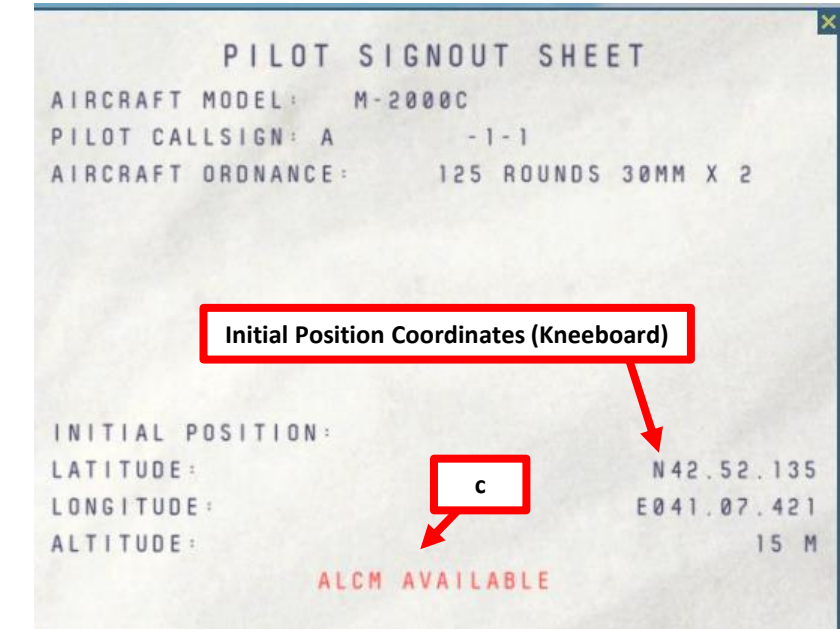 PILOT SIGNOUT SHEET
AIRCRAFT MODEL: M-2000C
PILOT CALLSIGN: A -1-1
AIRCRAFT ORDNANCE: 125 ROUNDS 30MM X 2
Initial Position Coordinates (Kneeboard)
INITIAL POSITION:
LATITUDE: N42.52.135
c
LONGITUDE: E041.07.421
ALTITUDE: 15 M
ALCM AVAILABLE